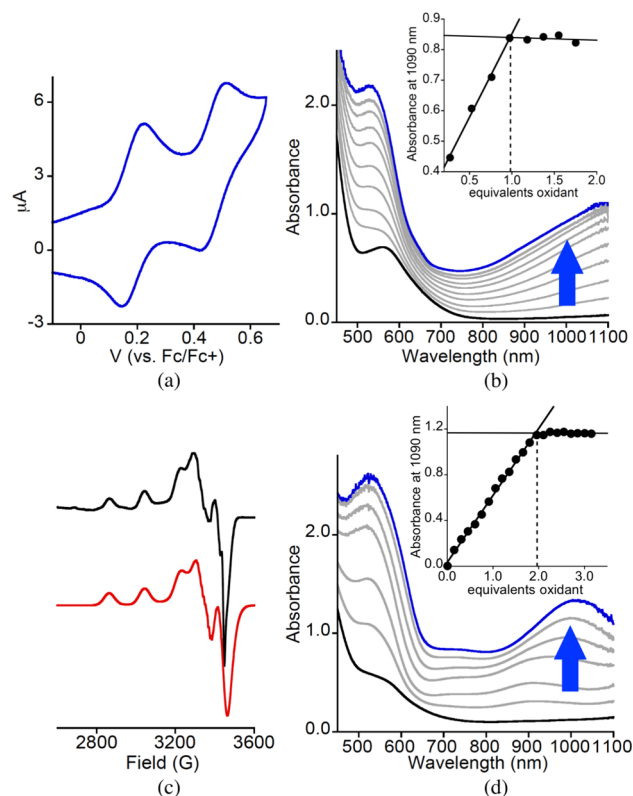 (a)
6
3
0
-3
µA
0
0.2
0.4
0.6
V (vs. Fc/Fc+)
(b)
2.0
1.0
0.0
Absorbance
500 600 700 800 900 1000 1100
Wavelength (nm)
0.9
0.8
0.7
0.6
0.5
0.4
Absorbance at 1090 nm
0.5
1.0
1.5
2.0
equivalents oxidant
(c)
2800
3200
3600
Field (G)
(d)
2.0
1.0
0.0
Absorbance
500 600 700 800 900 1000 1100
Wavelength (nm)
1.2
0.8
0.4
0.0
Absorbance at 1090 nm
0.0
1.0
2.0
3.0
equivalents oxidant